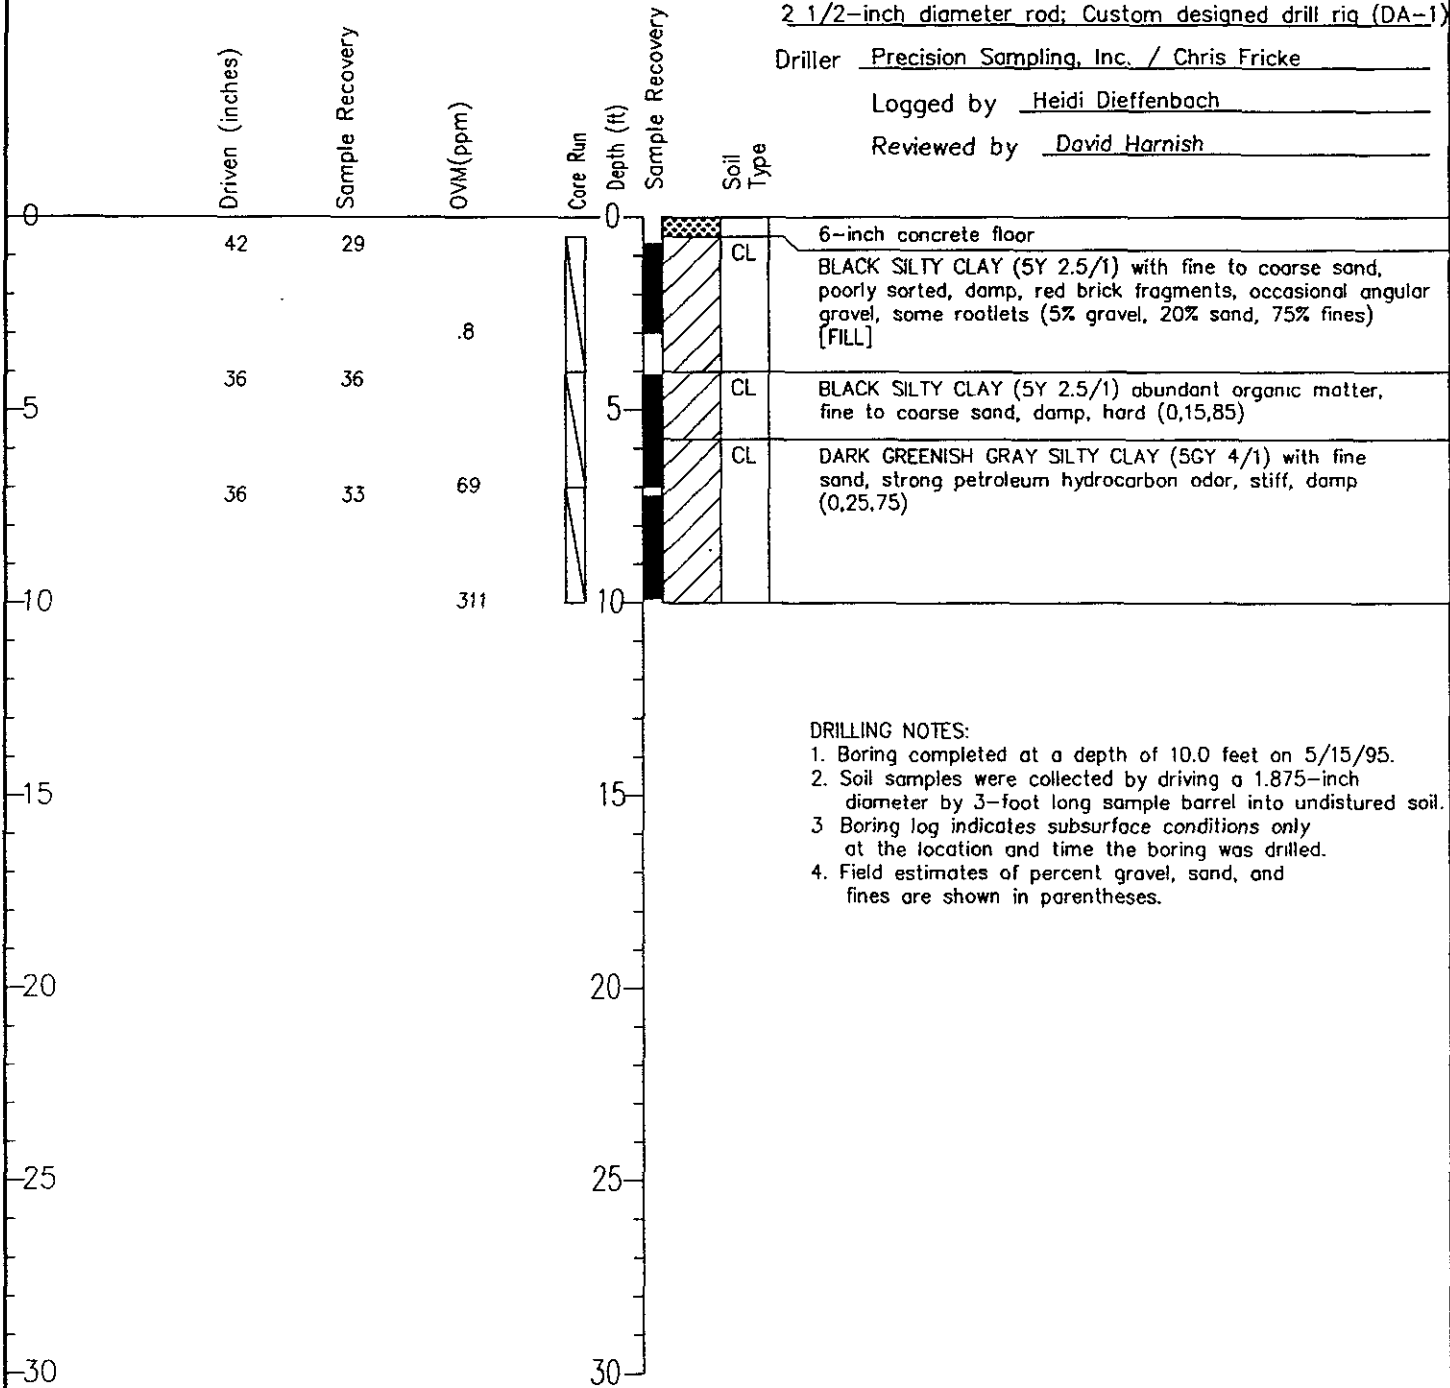 2 1/2-inch diameter rod; Custom designed drill rig (DA-1)
Driller Precision Sampling, Inc. / Chris Fricke
Logged by Heidi Dieffenbach
Reviewed by David Harnish
Driven (inches)
Sample Recovery
OVM(ppm)
Core Run
Depth (ft)
Sample Recovery
Soil Type
0 0
6-inch concrete floor
42 29 CL
BLACK SILTY CLAY (5Y 2.5/1) with fine to coarse sand,
poorly sorted, damp, red brick fragments, occasional angular
gravel, some rootlets (5% gravel, 20% sand, 75% fines)
[FILL]
.8
36 36 CL
BLACK SILTY CLAY (5Y 2.5/1) abundant organic matter,
fine to coarse sand, damp, hard (0,15,85)
5 5
CL
DARK GREENISH GRAY SILTY CLAY (5GY 4/1) with fine
sand, strong petroleum hydrocarbon odor, stiff, damp
(0,25,75)
69
36 33
10 311 10
DRILLING NOTES:
1. Boring completed at a depth of 10.0 feet on 5/15/95.
2. Soil samples were collected by driving a 1.875-inch
diameter by 3-foot long sample barrel into undistured soil.
3 Boring log indicates subsurface conditions only
at the location and time the boring was drilled.
4. Field estimates of percent gravel, sand, and
fines are shown in parentheses.
15 15
20 20
25 25
30 30